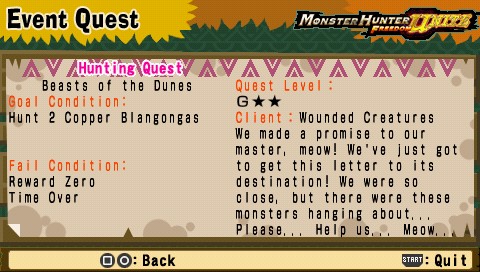 Event Quest
MONSTER HUNTER
FREEDOM UNITE
Hunting Quest
Beasts of the Dunes
Goal Condition:
Hunt 2 Copper Blangongas
Fail Condition:
Reward Zero
Time Over
Quest Level:
G★★
Client:Wounded Creatures
We made a promise to our
master, meow! We've just got
to get this letter to its
destination! We were so
close, but there were these
monsters hanging about...
Please... Help us... Meow...
: Back
START: Quit